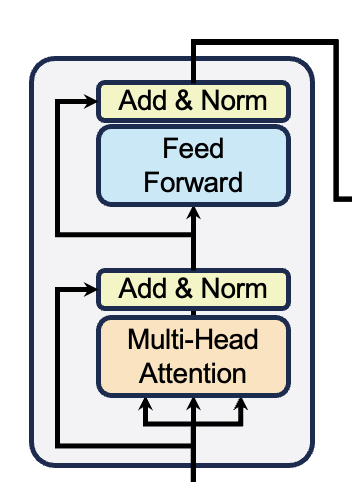 Add & Norm
Feed
Forward
Add & Norm
Multi-Head
Attention